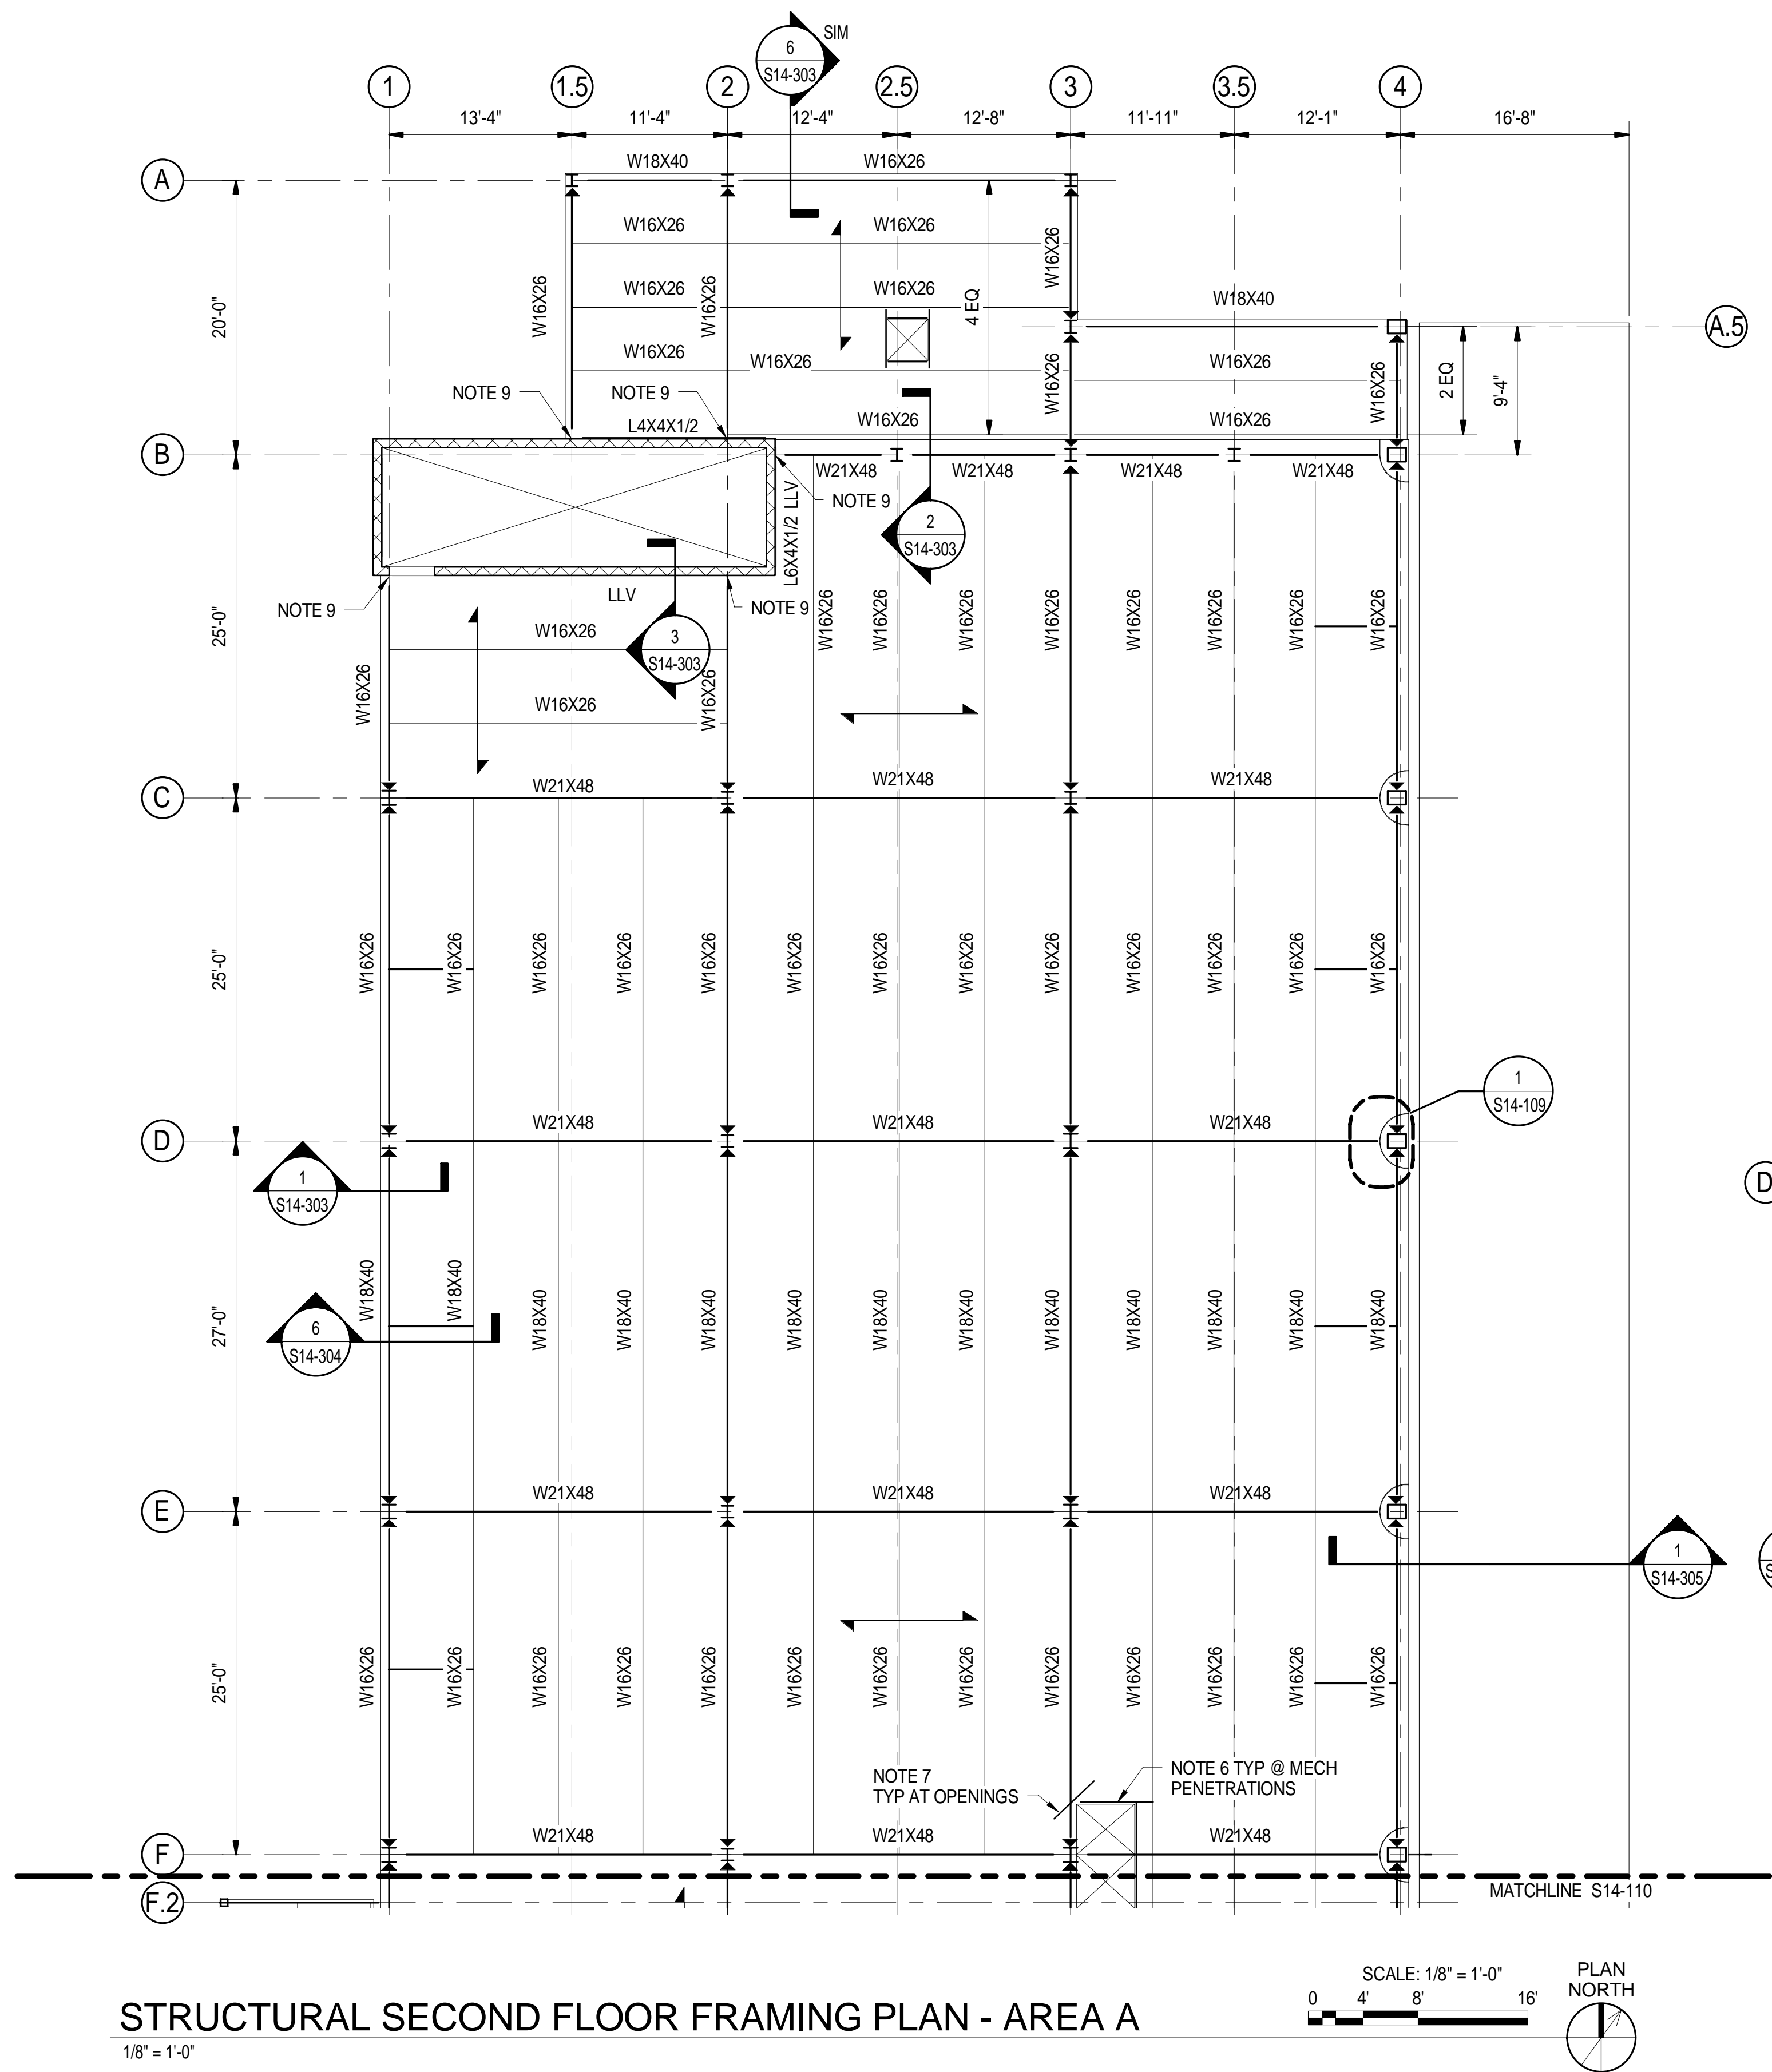 6
S14-303
SIM
1
1.5
2
2.5
3
3.5
4
13'-4"
11'-4"
12'-4"
12'-8"
11'-11"
12'-1"
16'-8"
A
W18X40
W16X26
W16X26
W16X26
W16X26
W16X26
W16X26
W16X26
W16X26
W16X26
4 EQ
20'-0"
W18X40
A.5
W16X26
W16X26
W16X26
W16X26
W16X26
2 EQ
9'-4"
NOTE 9
NOTE 9
L4X4X1/2
W16X26
W16X26
B
W21X48
W21X48
W21X48
W21X48
NOTE 9
L6X4X1/2 LLV
2
S14-303
NOTE 9
LLV
NOTE 9
25'-0"
W16X26
3
S14-303
W16X26
W16X26
W16X26
W16X26
W16X26
W16X26
W16X26
W16X26
W16X26
W16X26
W16X26
W16X26
C
W21X48
W21X48
W21X48
25'-0"
W16X26
W16X26
W16X26
W16X26
W16X26
W16X26
W16X26
W16X26
W16X26
W16X26
W16X26
W16X26
W16X26
1
S14-109
D
W21X48
W21X48
W21X48
D
1
S14-303
27'-0"
W18X40
W18X40
W18X40
W18X40
W18X40
W18X40
W18X40
W18X40
W18X40
W18X40
W18X40
W18X40
W18X40
6
S14-304
E
W21X48
W21X48
W21X48
1
S14-305
S
25'-0"
W16X26
W16X26
W16X26
W16X26
W16X26
W16X26
W16X26
W16X26
W16X26
W16X26
W16X26
W16X26
W16X26
NOTE 7
TYP AT OPENINGS
NOTE 6 TYP @ MECH
PENETRATIONS
F
W21X48
W21X48
W21X48
F.2
MATCHLINE S14-110
STRUCTURAL SECOND FLOOR FRAMING PLAN - AREA A
1/8" = 1'-0"
SCALE: 1/8" = 1'-0"
0 4' 8' 16'
PLAN
NORTH